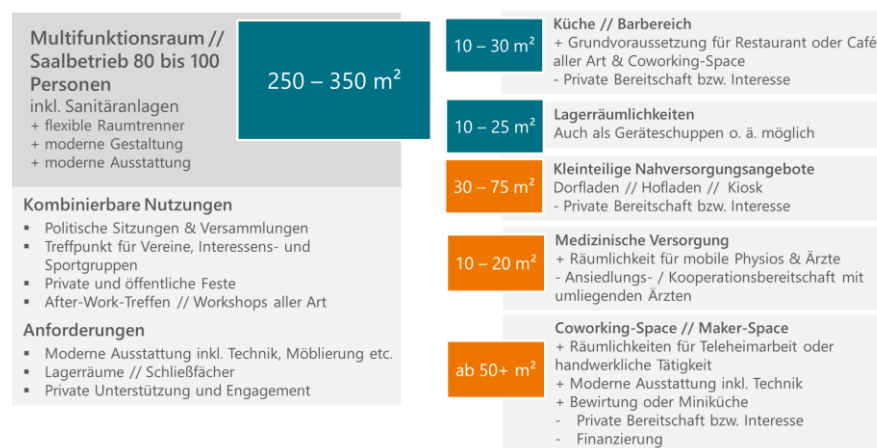 Multifunktionsraum //
Saalbetrieb 80 bis 100
Personen
inkl. Sanitäranlagen
+ flexible Raumtrenner
+ moderne Gestaltung
+ moderne Ausstattung
250 – 350 m²
Kombinierbare Nutzungen
▪ Politische Sitzungen & Versammlungen
▪ Treffpunkt für Vereine, Interessens- und
Sportgruppen
▪ Private und öffentliche Feste
▪ After-Work-Treffen // Workshops aller Art
Anforderungen
▪ Moderne Ausstattung inkl. Technik, Möblierung etc.
▪ Lagerräume // Schließfächer
▪ Private Unterstützung und Engagement
10 – 30 m²
Küche // Barbereich
+ Grundvoraussetzung für Restaurant oder Café
aller Art & Coworking-Space
- Private Bereitschaft bzw. Interesse
10 – 25 m²
Lagerräumlichkeiten
Auch als Geräteschuppen o. ä. möglich
30 – 75 m²
Kleinteilige Nahversorgungsangebote
Dorfladen // Hofladen // Kiosk
- Private Bereitschaft bzw. Interesse
10 – 20 m²
Medizinische Versorgung
+ Räumlichkeit für mobile Physios & Ärzte
- Ansiedlungs- / Kooperationsbereitschaft mit
umliegenden Ärzten
ab 50+ m²
Coworking-Space // Maker-Space
+ Räumlichkeiten für Teleheimarbeit oder
handwerkliche Tätigkeit
+ Moderne Ausstattung inkl. Technik
+ Bewirtung oder Miniküche
- Private Bereitschaft bzw. Interesse
- Finanzierung